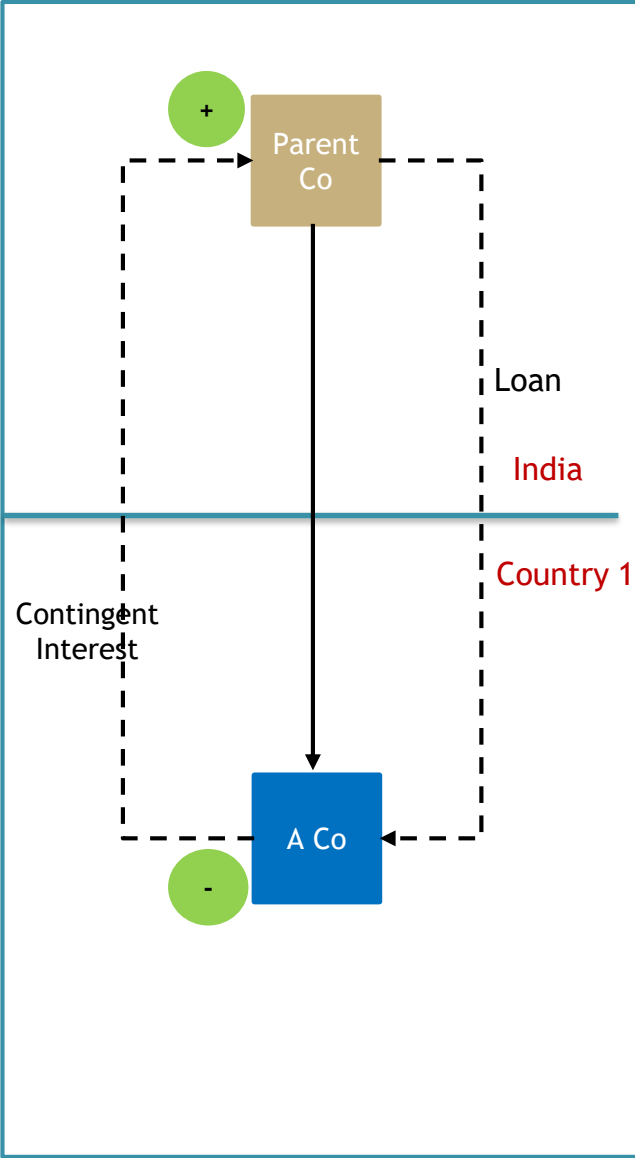 +
Parent
Co
Loan
India
Country 1
Contingent
Interest
A Co
-